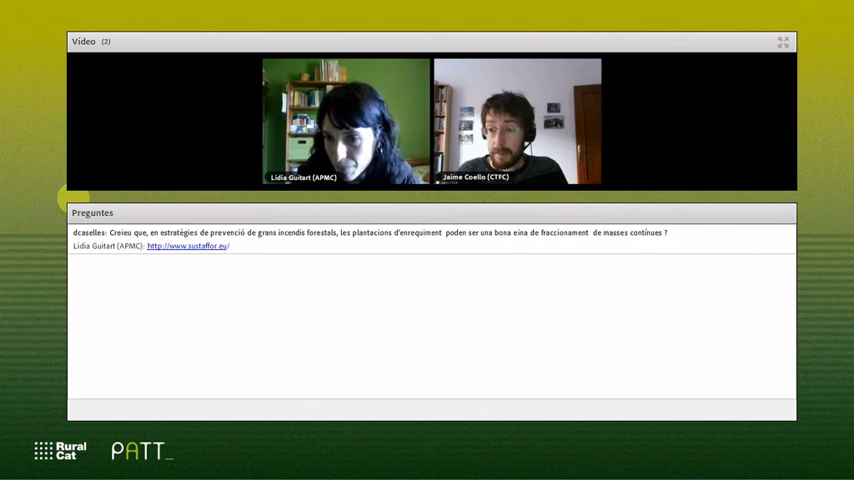 Vídeo (2)
Lidia Guitart (APMC)
Jaime Coello (CTFC)
Preguntes
dcaselles: Creieu que, en estratègies de prevenció de grans incendis forestals, les plantacions d'enrequiment poden ser una bona eina de fraccionament de masses contínues ?
Lidia Guitart (APMC): http://www.sustaffor.eu/
Rural
Cat
PATT_